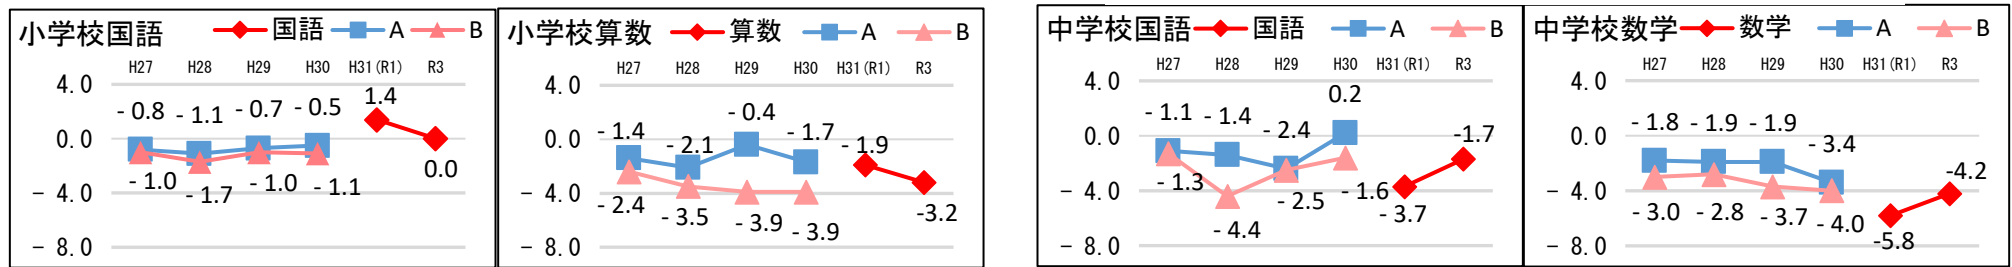 小学校国語 国語 A B
H27 H28 H29 H30 H31(R1) R3
4.0
0.0
－4.0
－8.0
- 0.8 - 1.1 - 0.7 - 0.5 1.4
- 1.0 - 1.7 - 1.0 - 1.1 0.0
小学校算数 算数 A B
H27 H28 H29 H30 H31(R1) R3
4.0
0.0
－4.0
－8.0
- 1.4 - 2.1 - 0.4 - 1.7 - 1.9
- 2.4 - 3.5 - 3.9 - 3.9 -3.2
中学校国語 国語 A B
H27 H28 H29 H30 H31(R1) R3
4.0
0.0
－4.0
－8.0
- 1.1 - 1.4 - 2.4 0.2 -1.7
- 1.3 - 4.4 - 2.5 - 1.6 - 3.7
中学校数学 数学 A B
H27 H28 H29 H30 H31(R1) R3
4.0
0.0
－4.0
－8.0
- 1.8 - 1.9 - 1.9 - 3.4 -4.2
- 3.0 - 2.8 - 3.7 - 4.0 -5.8